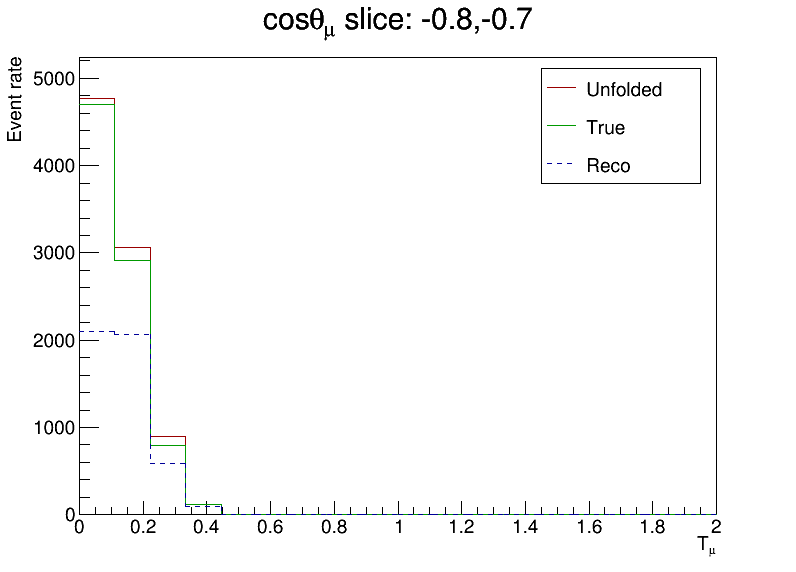 cosθμ slice: -0.8,-0.7
Event rate
5000
4000
3000
2000
1000
0
Unfolded
True
Reco
0 0.2 0.4 0.6 0.8 1 1.2 1.4 1.6 1.8 2
Tμ